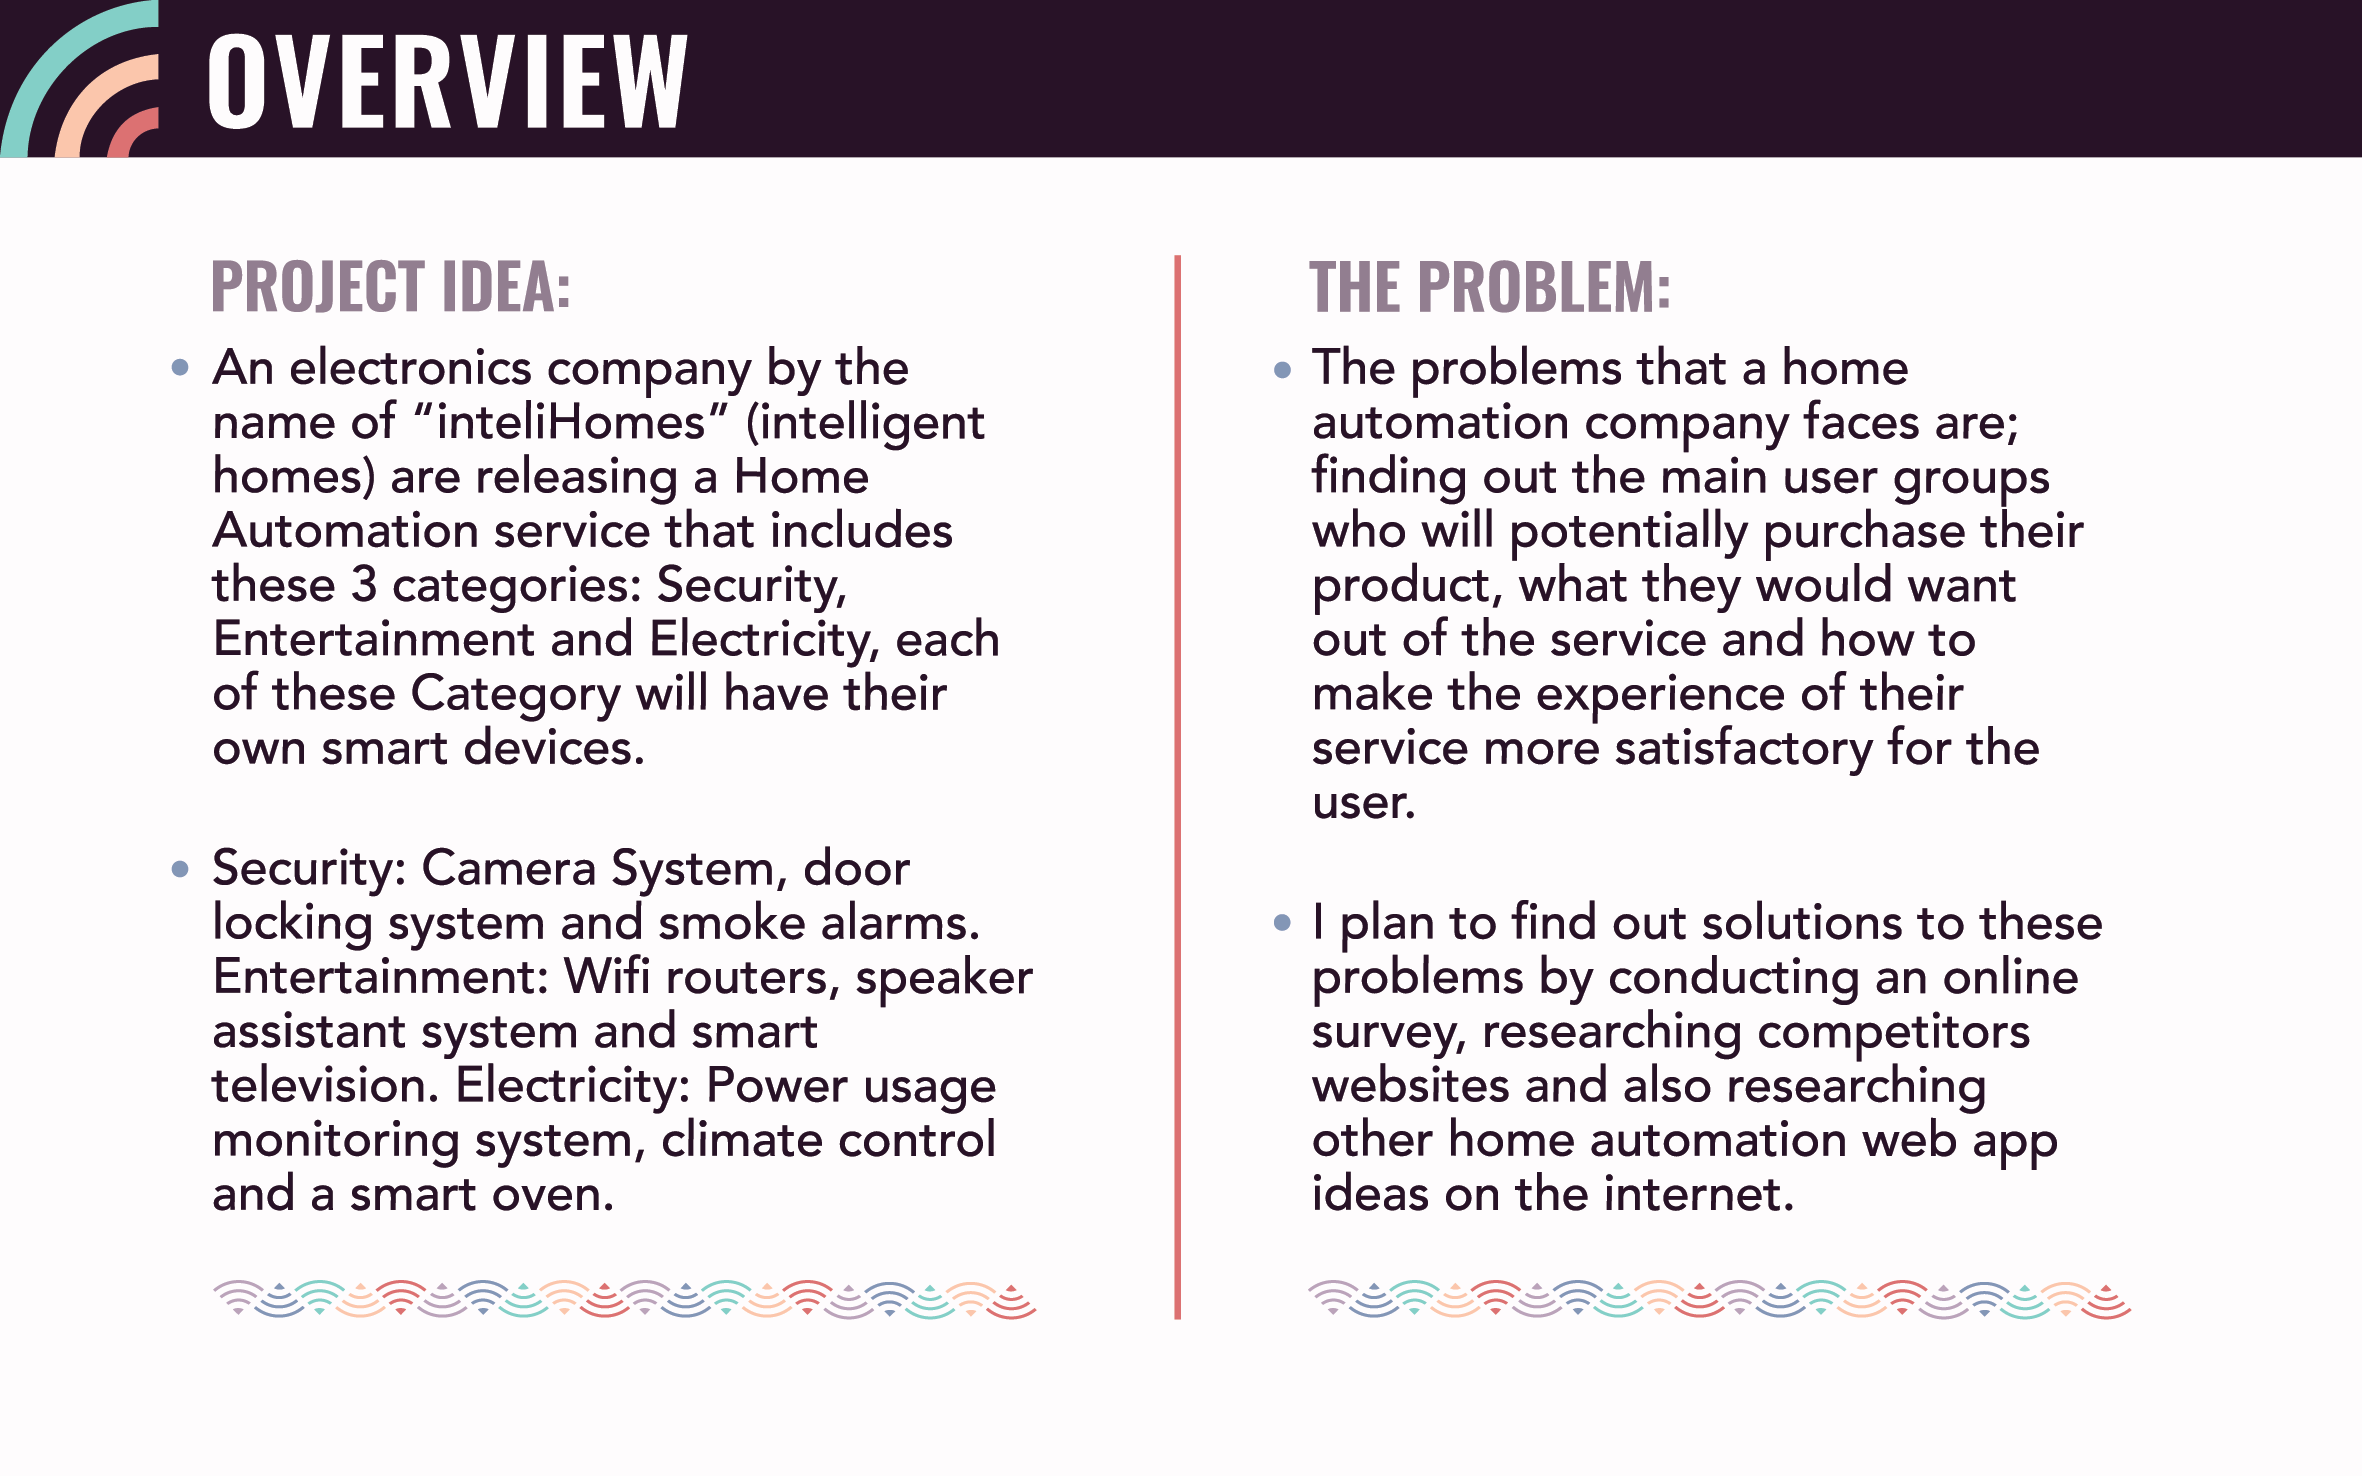 OVERVIEW
PROJECT IDEA:
• An electronics company by the
name of “inteliHomes” (intelligent
homes) are releasing a Home
Automation service that includes
these 3 categories: Security,
Entertainment and Electricity, each
of these Category will have their
own smart devices.
• Security: Camera System, door
locking system and smoke alarms.
Entertainment: Wifi routers, speaker
assistant system and smart
television. Electricity: Power usage
monitoring system, climate control
and a smart oven.
THE PROBLEM:
• The problems that a home
automation company faces are;
finding out the main user groups
who will potentially purchase their
product, what they would want
out of the service and how to
make the experience of their
service more satisfactory for the
user.
• I plan to find out solutions to these
problems by conducting an online
survey, researching competitors
websites and also researching
other home automation web app
ideas on the internet.